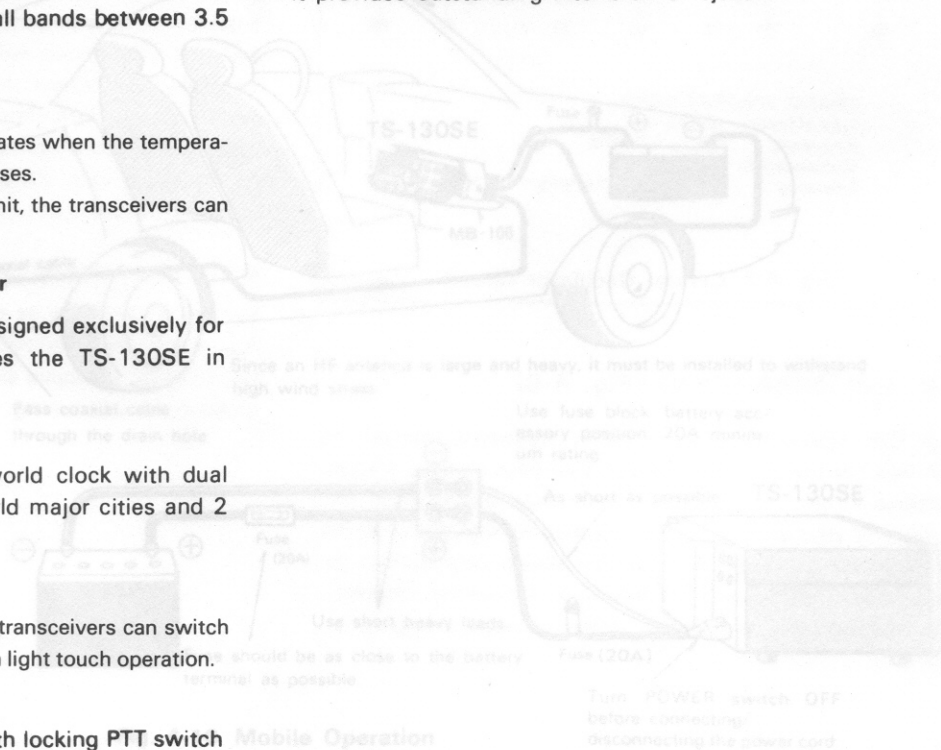 all bands between 3.5
ates when the tempera-
ses.
nit, the transceivers can
r
signed exclusively for
es the TS-130SE in
vorld clock with dual
ld major cities and 2
transceivers can switch
light touch operation.
th locking PTT switch
TS-130SE
Fuse
MB-100
cable
Since an HF antenna is large and heavy, it must be installed to withstand
high wind
Pass coaxial cable
through the drain hole
Use fuse block, battery acc-
essory position. 20A minim-
um rating
As short as possible
TS-130SE
Fuse
(20A)
Use short heavy leads.
should be as close to the battery
terminal as possible
Fuse (20A)
Turn POWER switch OFF
before connecting/
disconnecting the power cord
Mobile Operation